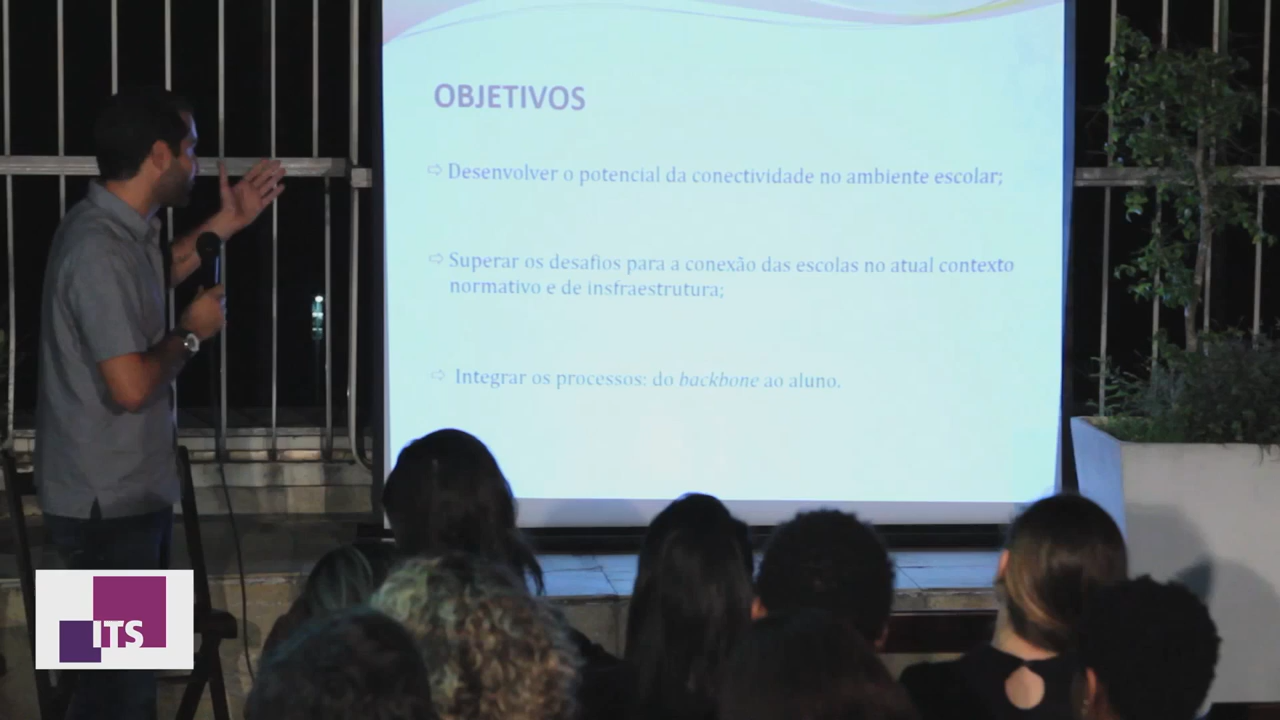 OBJETIVOS
⇨ Desenvolver o potencial da conectividade no ambiente escolar;
⇨ Superar os desafios para a conexão das escolas no atual contexto
normativo e de insfraestrutura;
⇨ Integrar os processos: do backbone ao aluno.
ITS